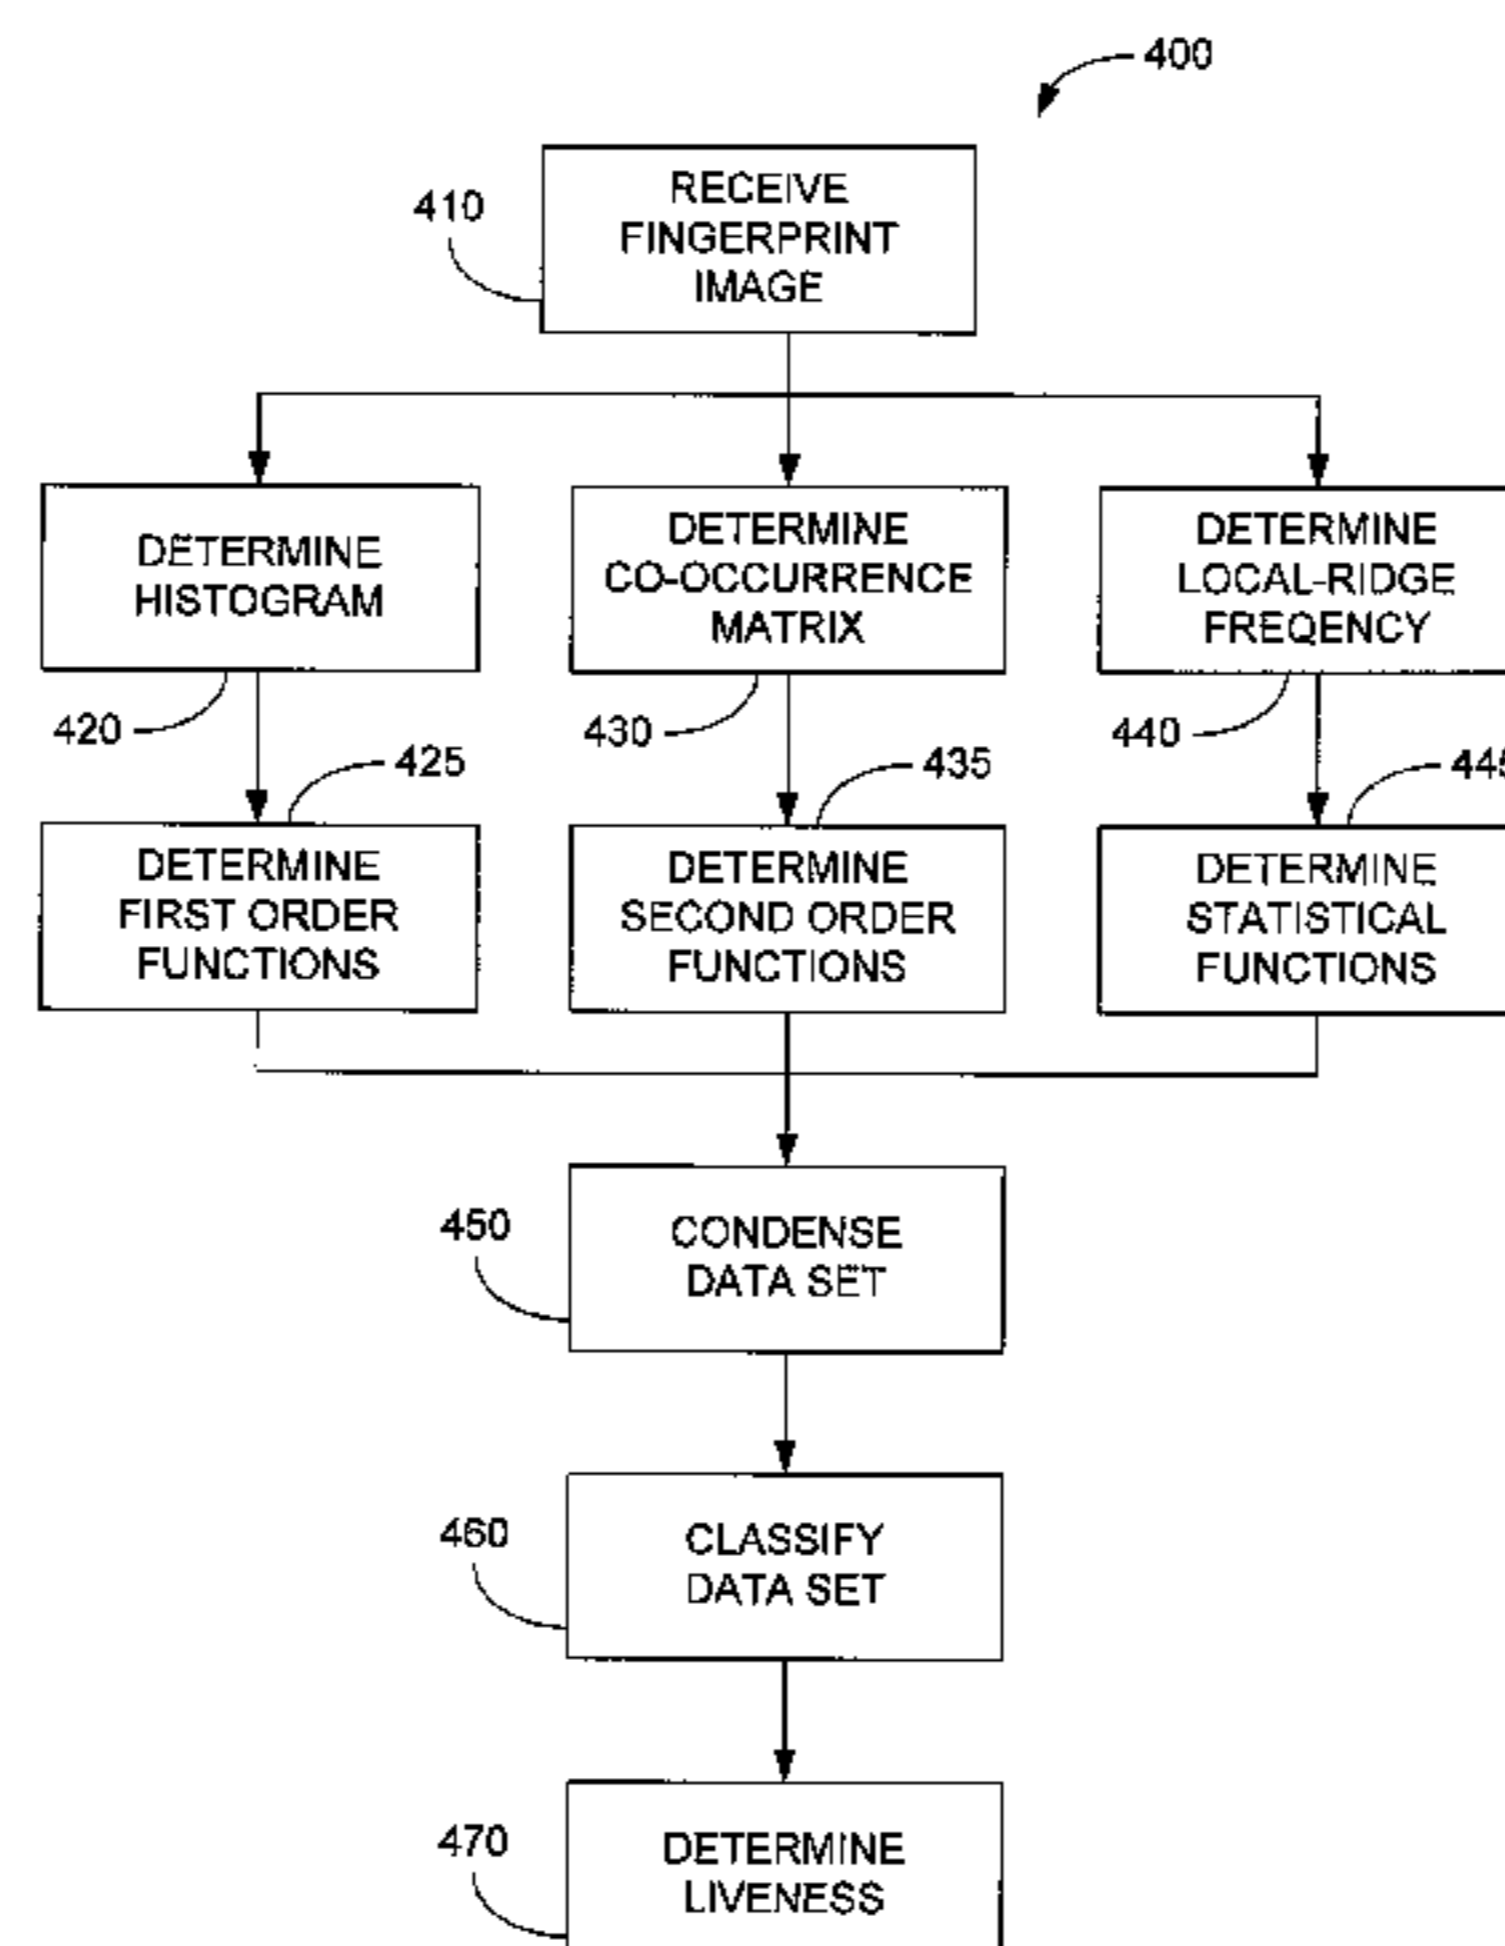 400
410
RECEIVE
FINGERPRINT
IMAGE
DETERMINE
HISTOGRAM
DETERMINE
CO-OCCURRENCE
MATRIX
DETERMINE
LOCAL-RIDGE
FREQENCY
420
430
440
425
435
445
DETERMINE
FIRST ORDER
FUNCTIONS
DETERMINE
SECOND ORDER
FUNCTIONS
DETERMINE
STATISTICAL
FUNCTIONS
450
CONDENSE
DATA SET
460
CLASSIFY
DATA SET
470
DETERMINE
LIVENESS